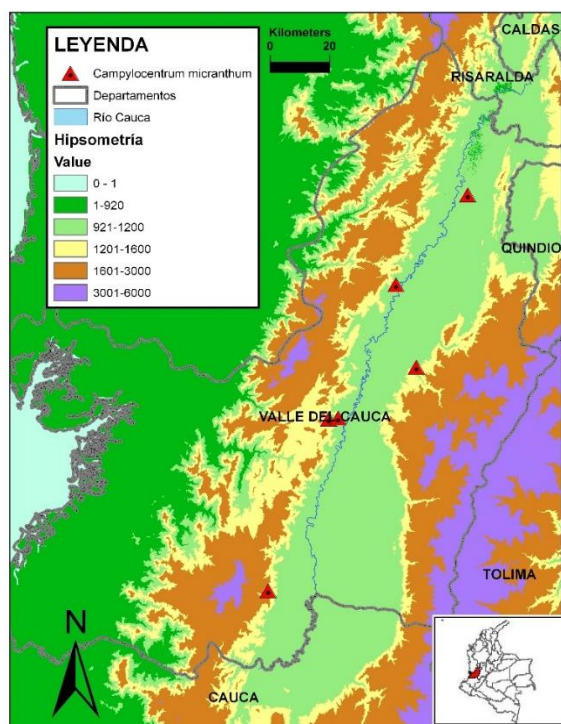 LEYENDA
Campylocentrum micranthum
Departamentos
Río Cauca
Hipsometría
Value
0 - 1
1-920
921-1200
1201-1600
1601-3000
3001-6000
Kilometers
0 20
CALDAS
RISARALDA
QUINDIO
VALLE DEL CAUCA
TOLIMA
N
CAUCA